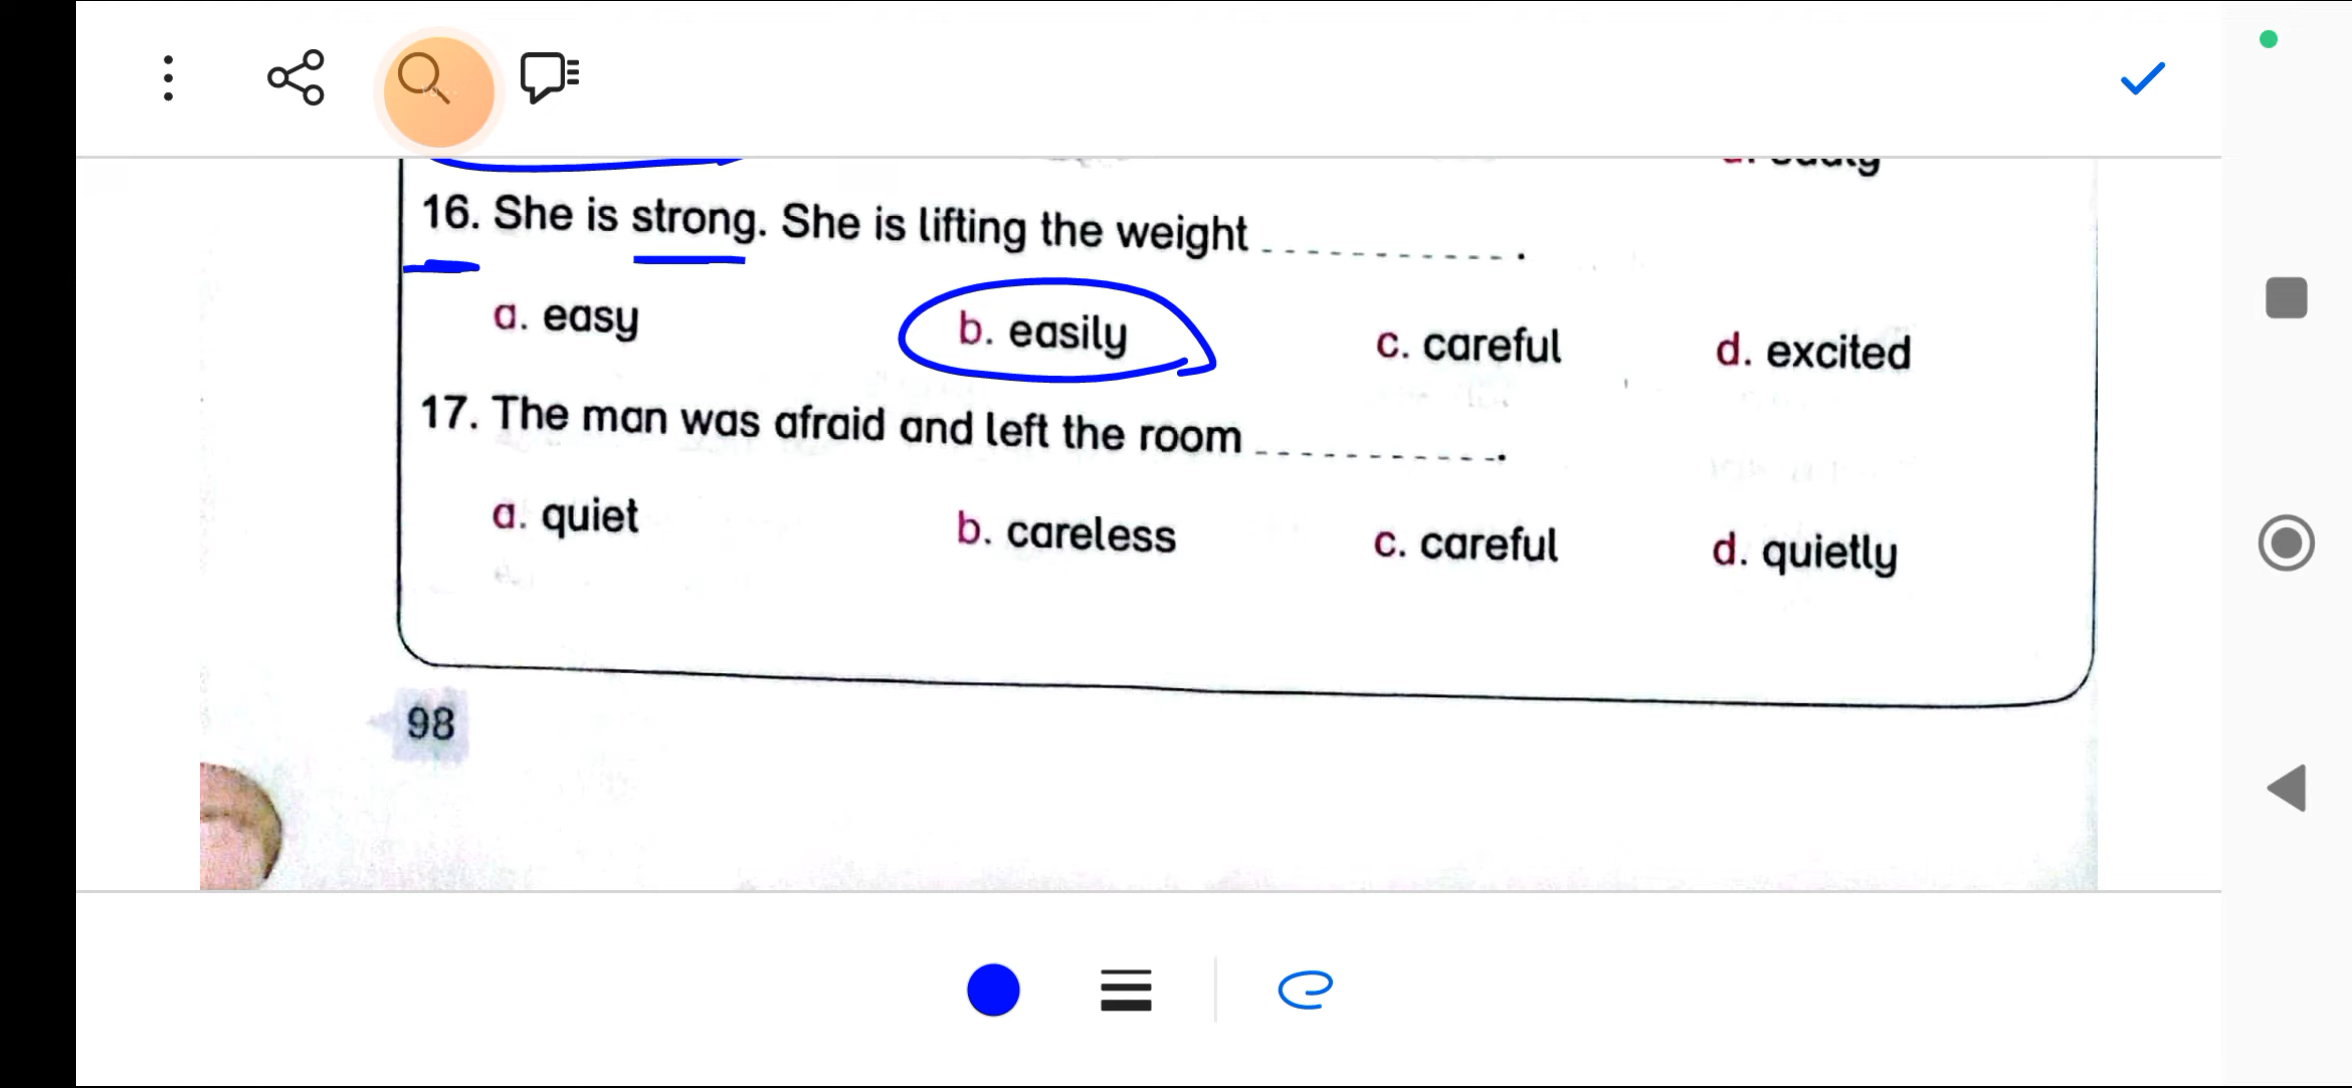 16. She is strong. She is lifting the weight ------------.
a. easy b. easily c. careful d. excited
17. The man was afraid and left the room ------------.
a. quiet b. careless c. careful d. quietly
98